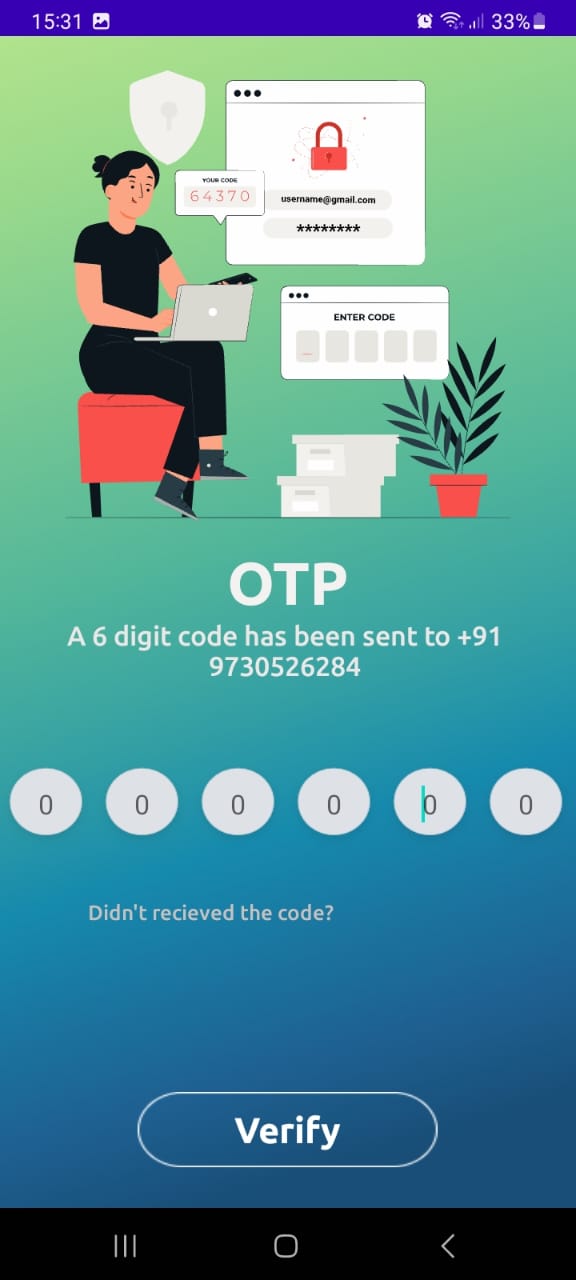 15:31
33%
YOUR CODE
64370
username@gmail.com
********
ENTER CODE
OTP
A 6 digit code has been sent to +91
9730526284
0 0 0 0 0 0
Didn't recieved the code?
Verify